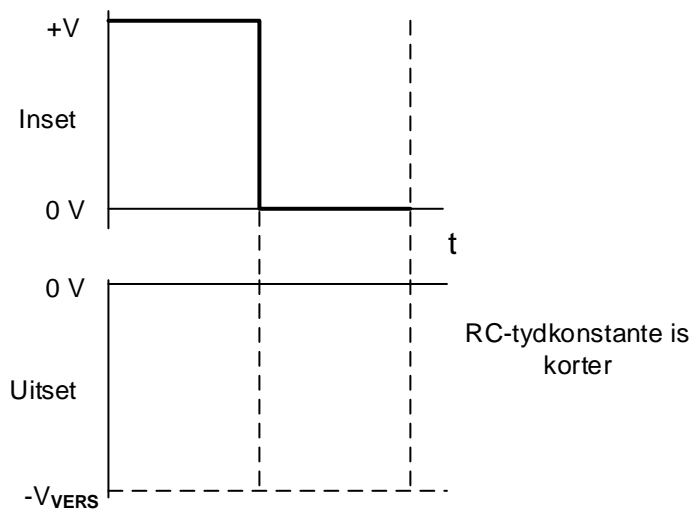 +V
Inset
0 V
t
0 V
RC-tydkonstante is
korter
Uitset
-VVERS